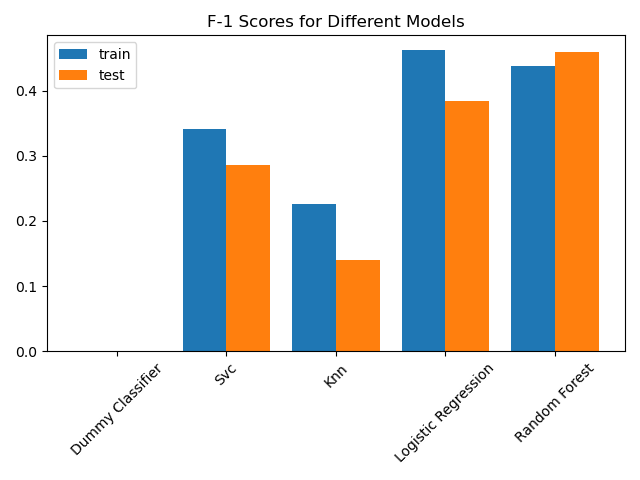 F-1 Scores for Different Models
train
test
0.4
0.3
0.2
0.1
0.0
Dummy Classifier
Svc
Knn
Logistic Regression
Random Forest